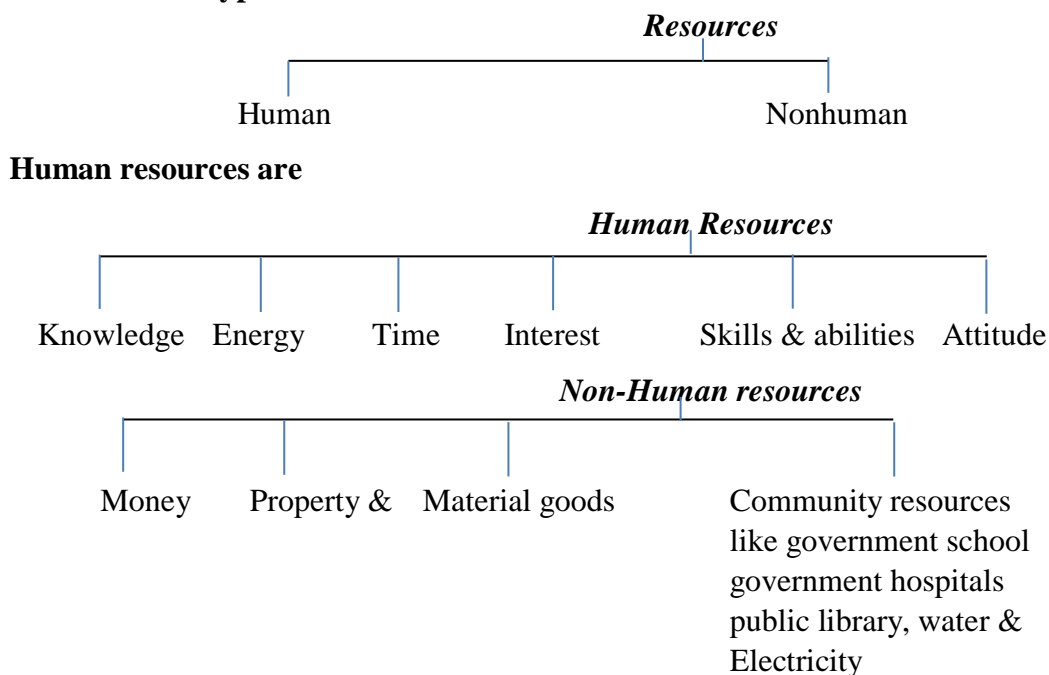 Resources
Human Nonhuman
Human resources are
Human Resources
Knowledge Energy Time Interest Skills & abilities Attitude
Non-Human resources
Money Property & Material goods Community resources
like government school
government hospitals
public library, water &
Electricity